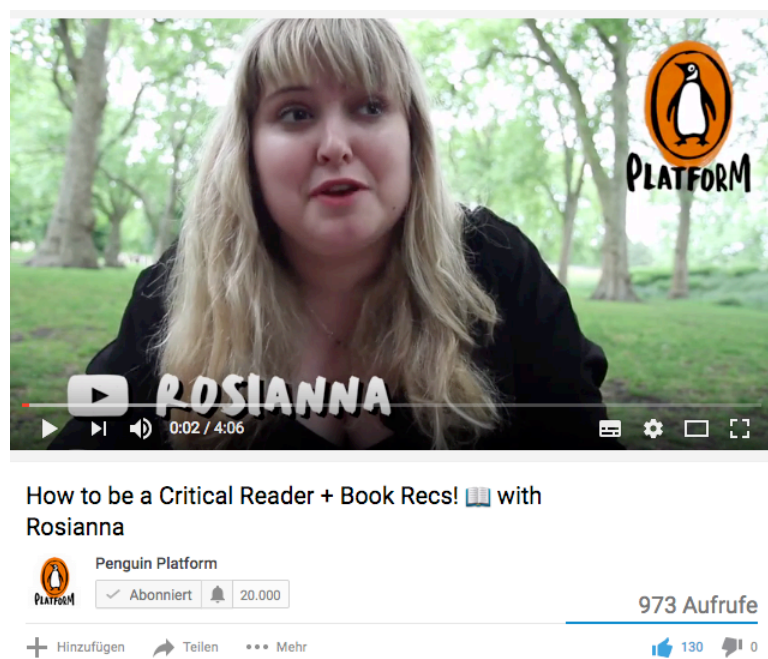 PLATFORM
ROSIANNA
0:02 / 4:06
How to be a Critical Reader + Book Recs! 📖 with
Rosianna
Penguin Platform
PLATFORM
Abonniert 20.000
973 Aufrufe
Hinzufügen Teilen Mehr 130 0